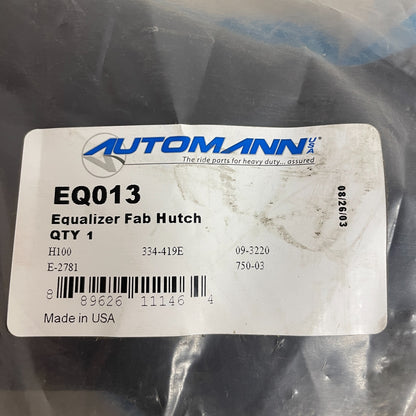 AUTOMANN USA
The ride parts for heavy duty... assured
EQ013
Equalizer Fab Hutch
QTY 1
H100 334-419E 09-3220
E-2781 750-03
8 89626 11146 4
Made in USA
08/26/03